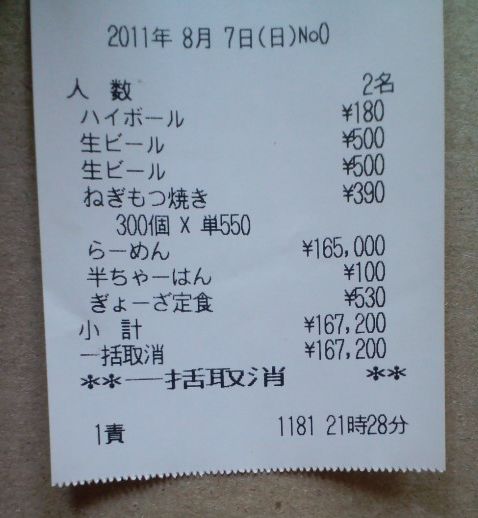 2011年 8月 7日(日)No0
人 数 2名
ハイボール ¥180
生ビール ¥500
生ビール ¥500
ねぎもつ焼き ¥390
300個 X 単550
らーめん ¥165,000
半ちゃーはん ¥100
ぎょーざ定食 ¥530
小 計 ¥167,200
一括取消 ¥167,200
**一括取消 **
1責 1181 21時28分